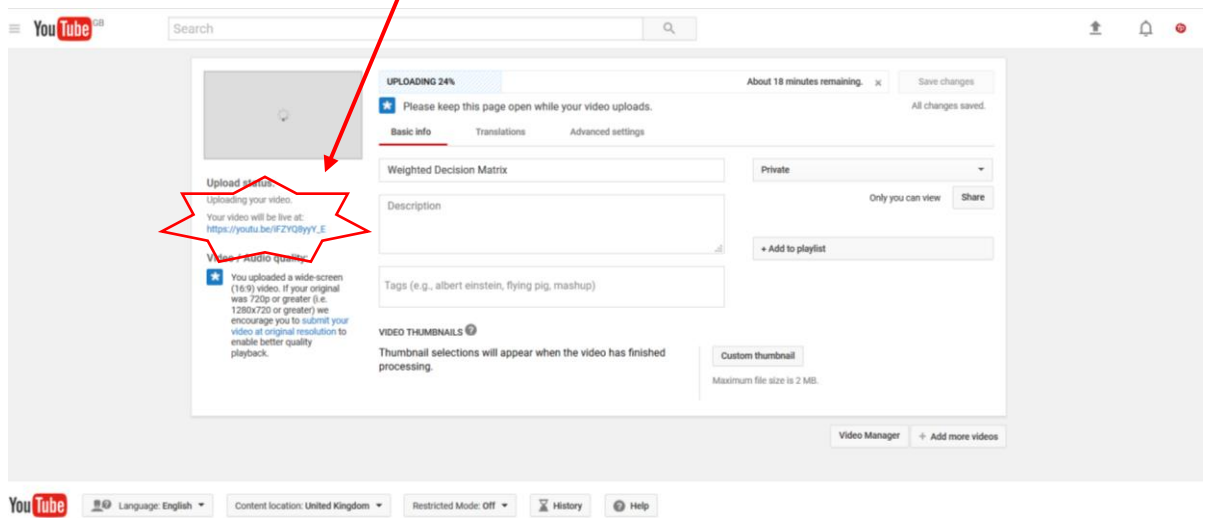 YouTube GB
Search
UPLOADING 24%
About 18 minutes remaining.
Save changes
Please keep this page open while your video uploads.
All changes saved.
Basic info
Translations
Advanced settings
Upload status:
Uploading your video.
Your video will be live at:
https://youtu.be/iFZYQ8yyY_E
Video / Audio quality:
You uploaded a wide-screen
(16:9) video. If your original
was 720p or greater (i.e.
1280x720 or greater) we
encourage you to submit your
video at original resolution to
enable better quality
playback.
Weighted Decision Matrix
Private
Description
Only you can view
Share
+ Add to playlist
Tags (e.g., albert einstein, flying pig, mashup)
VIDEO THUMBNAILS
Thumbnail selections will appear when the video has finished
processing.
Custom thumbnail
Maximum file size is 2 MB.
Video Manager
+ Add more videos
YouTube
Language: English
Content location: United Kingdom
Restricted Mode: Off
History
Help